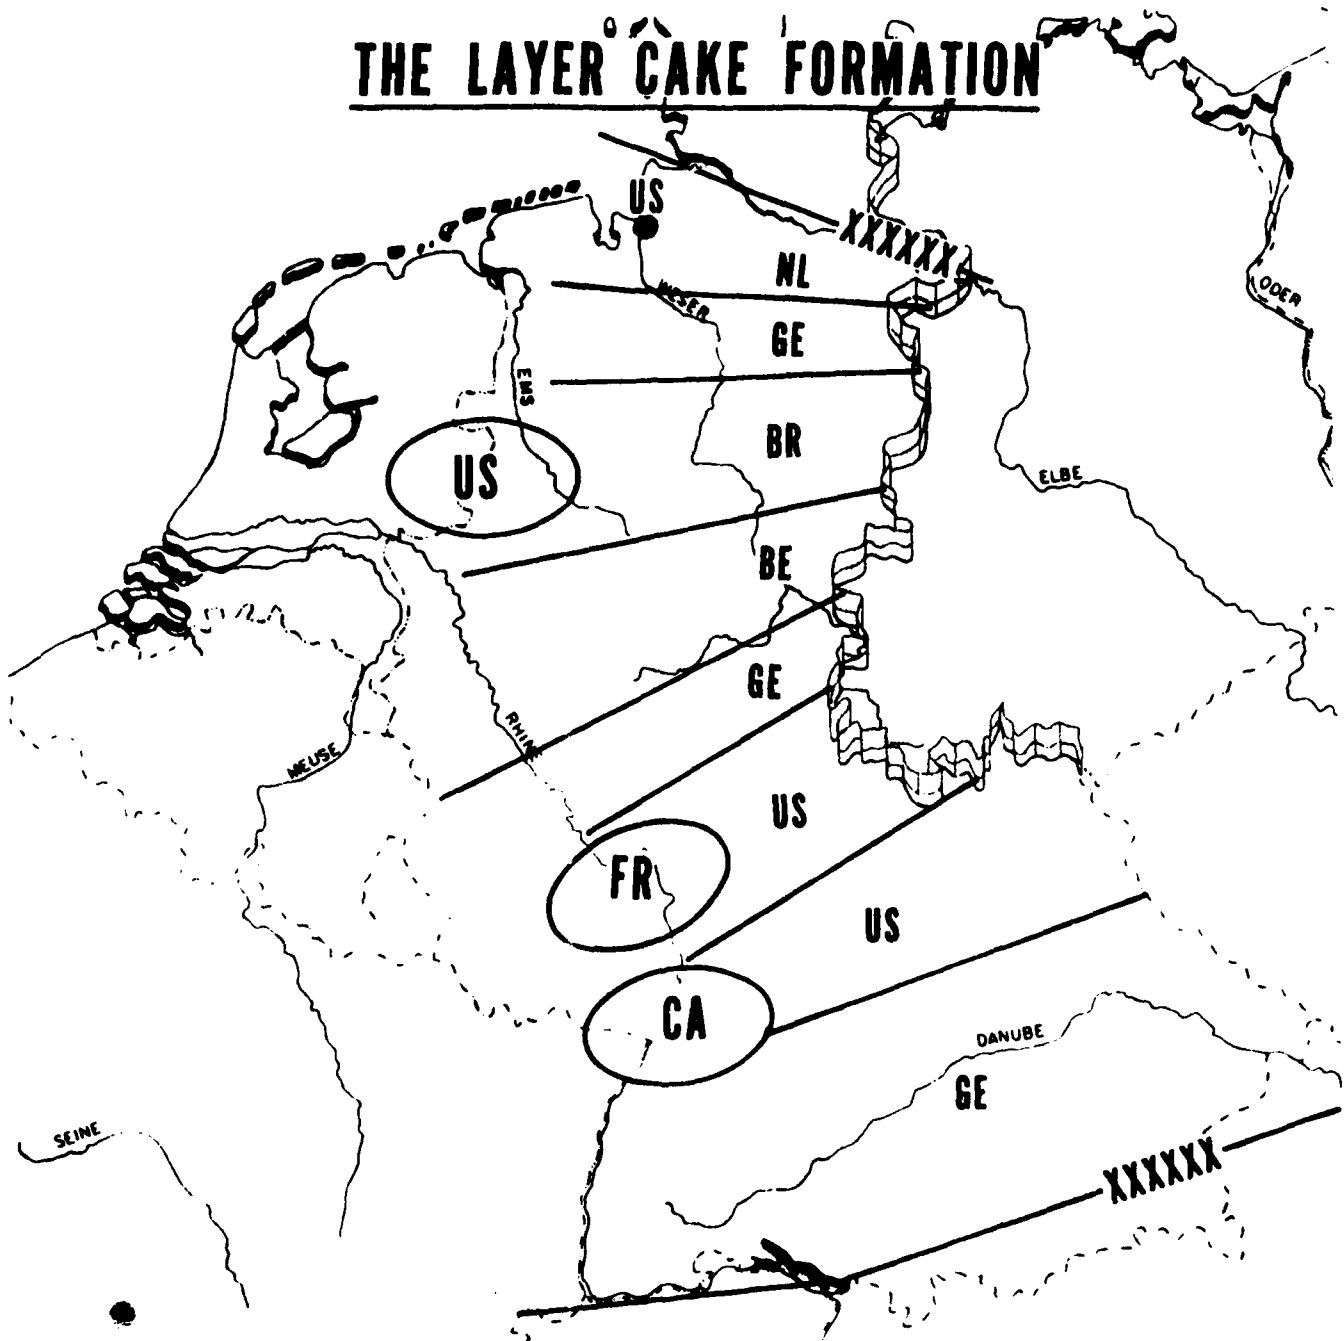 THE LAYER CAKE FORMATION
US
XXXXXX
NL
WESER
ODER
GE
EMS
BR
US
ELBE
BE
GE
RHINE
MEUSE
US
FR
US
CA
DANUBE
GE
SEINE
XXXXXX